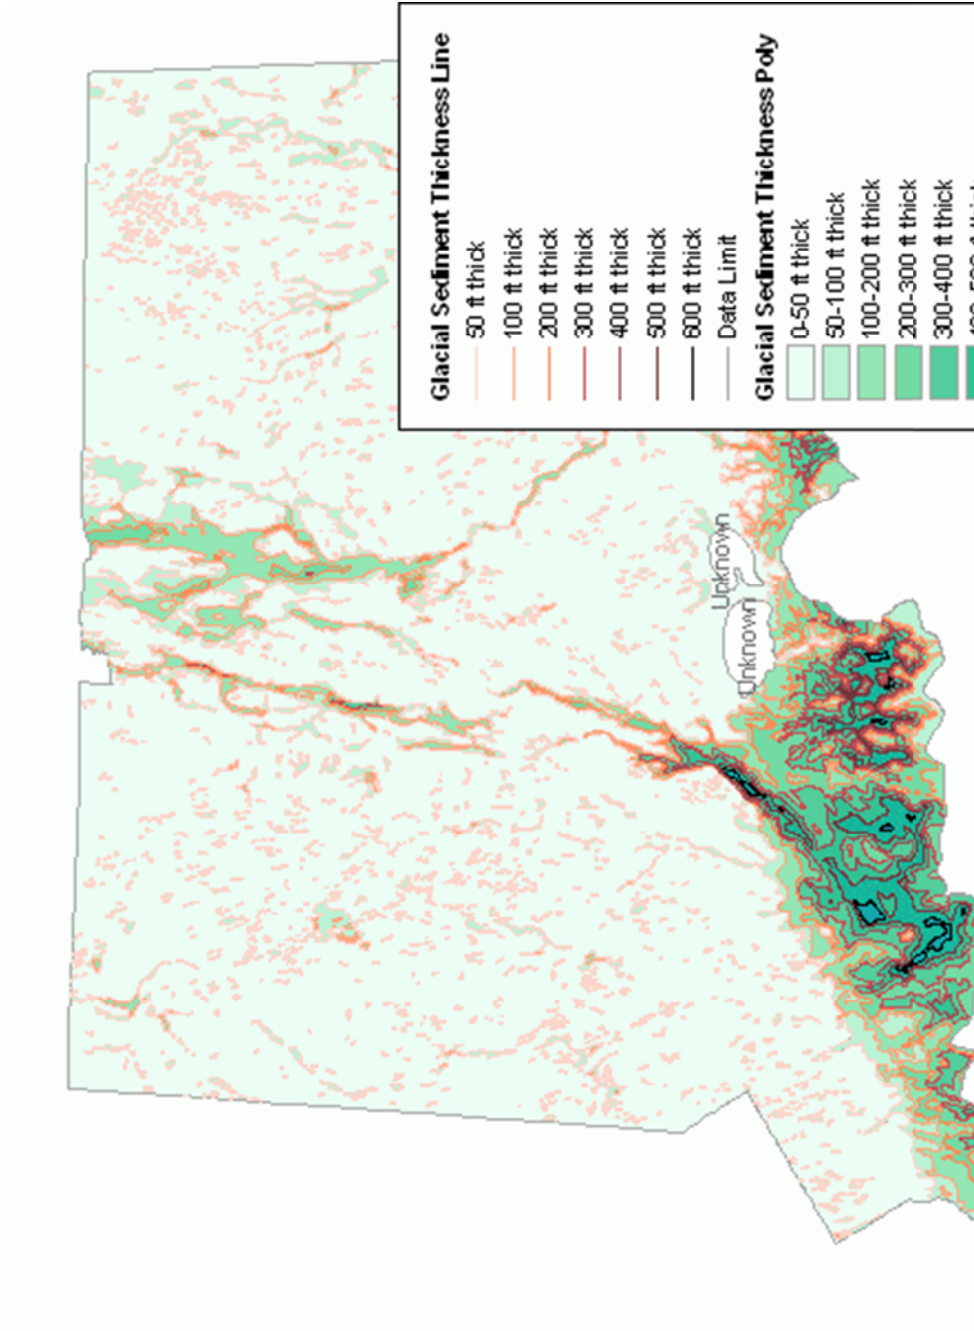 Glacial Sediment Thickness Line
50 ft thick
100 ft thick
200 ft thick
300 ft thick
400 ft thick
500 ft thick
600 ft thick
Data Limit
Glacial Sediment Thickness Poly
0-50 ft thick
50-100 ft thick
100-200 ft thick
200-300 ft thick
300-400 ft thick
Unknown
Unknown